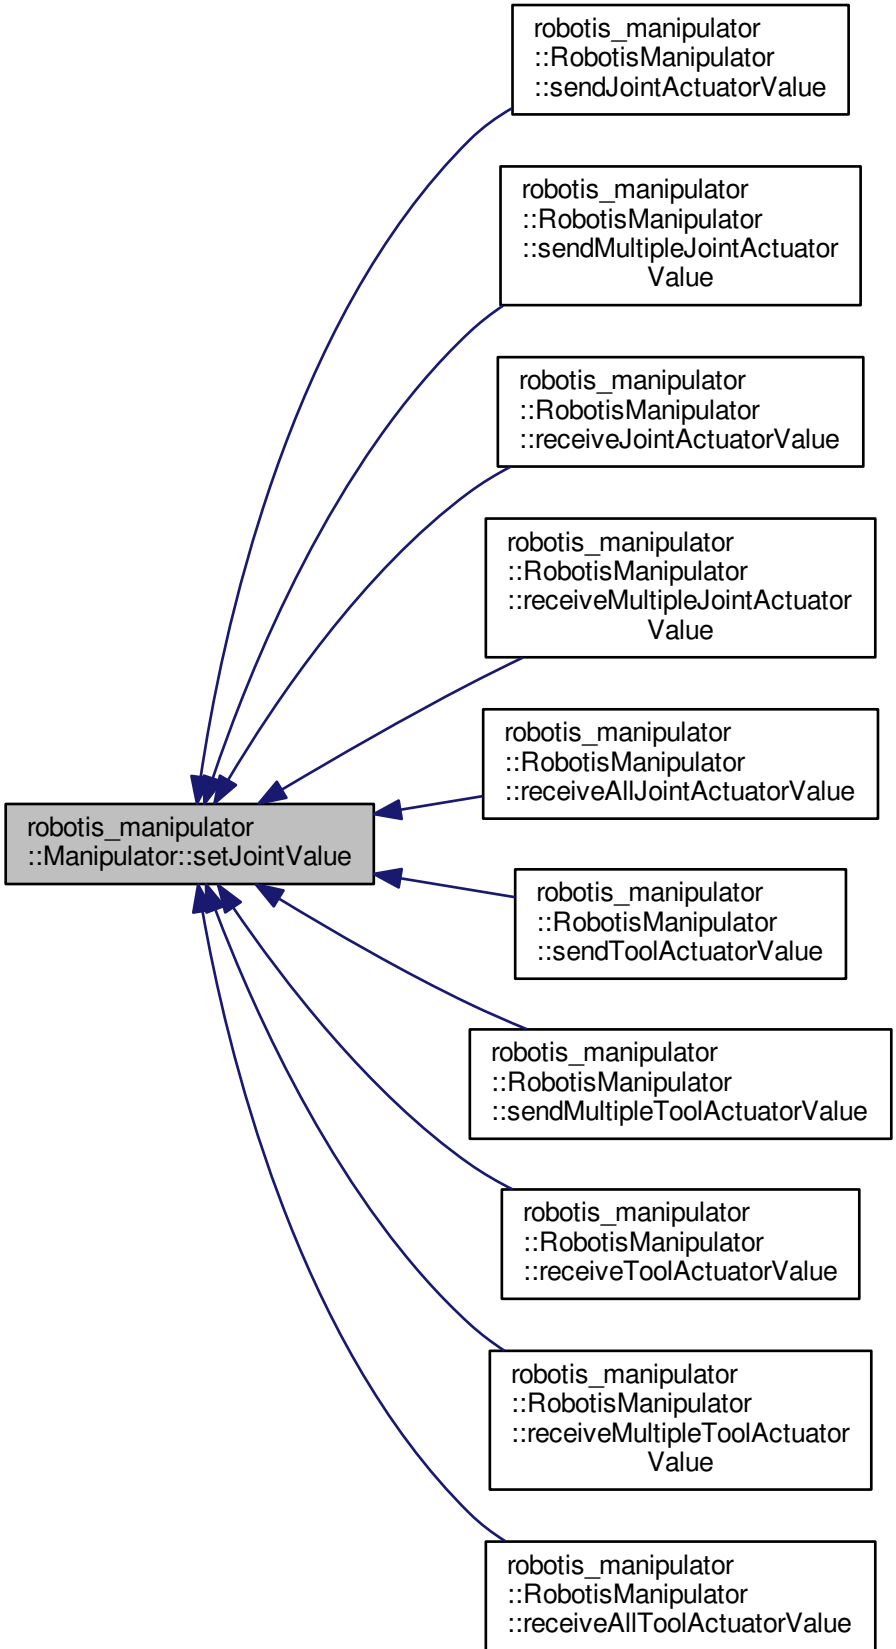 robotis_manipulator
::RobotisManipulator
::sendJointActuatorValue
robotis_manipulator
::RobotisManipulator
::sendMultipleJointActuator
Value
robotis_manipulator
::RobotisManipulator
::receiveJointActuatorValue
robotis_manipulator
::RobotisManipulator
::receiveMultipleJointActuator
Value
robotis_manipulator
::RobotisManipulator
::receiveAllJointActuatorValue
robotis_manipulator
::Manipulator::setJointValue
robotis_manipulator
::RobotisManipulator
::sendToolActuatorValue
robotis_manipulator
::RobotisManipulator
::sendMultipleToolActuatorValue
robotis_manipulator
::RobotisManipulator
::receiveToolActuatorValue
robotis_manipulator
::RobotisManipulator
::receiveMultipleToolActuator
Value
robotis_manipulator
::RobotisManipulator
::receiveAllToolActuatorValue